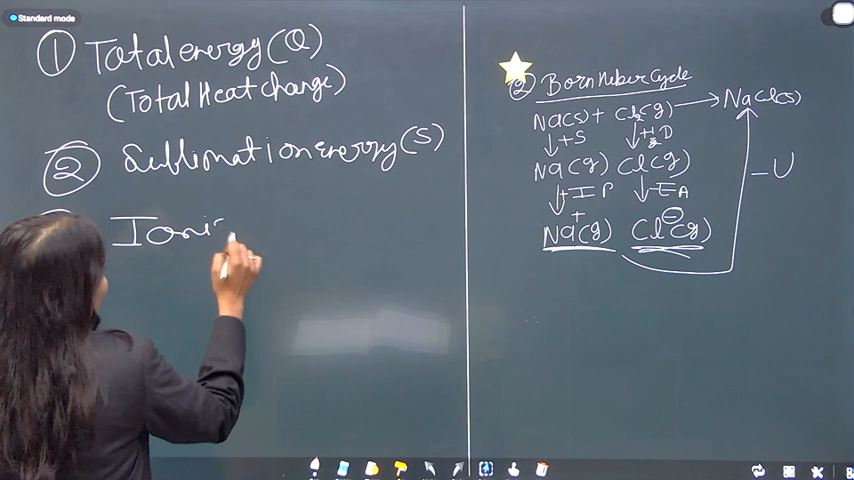 Standard mode
① Total energy (Q)
(Total Heat change)
② Sublimation energy (S)
Ioni
② Born Haber Cycle
Na(s) + Cl₂(g) → NaCl(s)
↓+S ↓+½D
Na(g) Cl(g)
↓+IP ↓-EA
Na⁺(g) Cl⊖(g)
-U